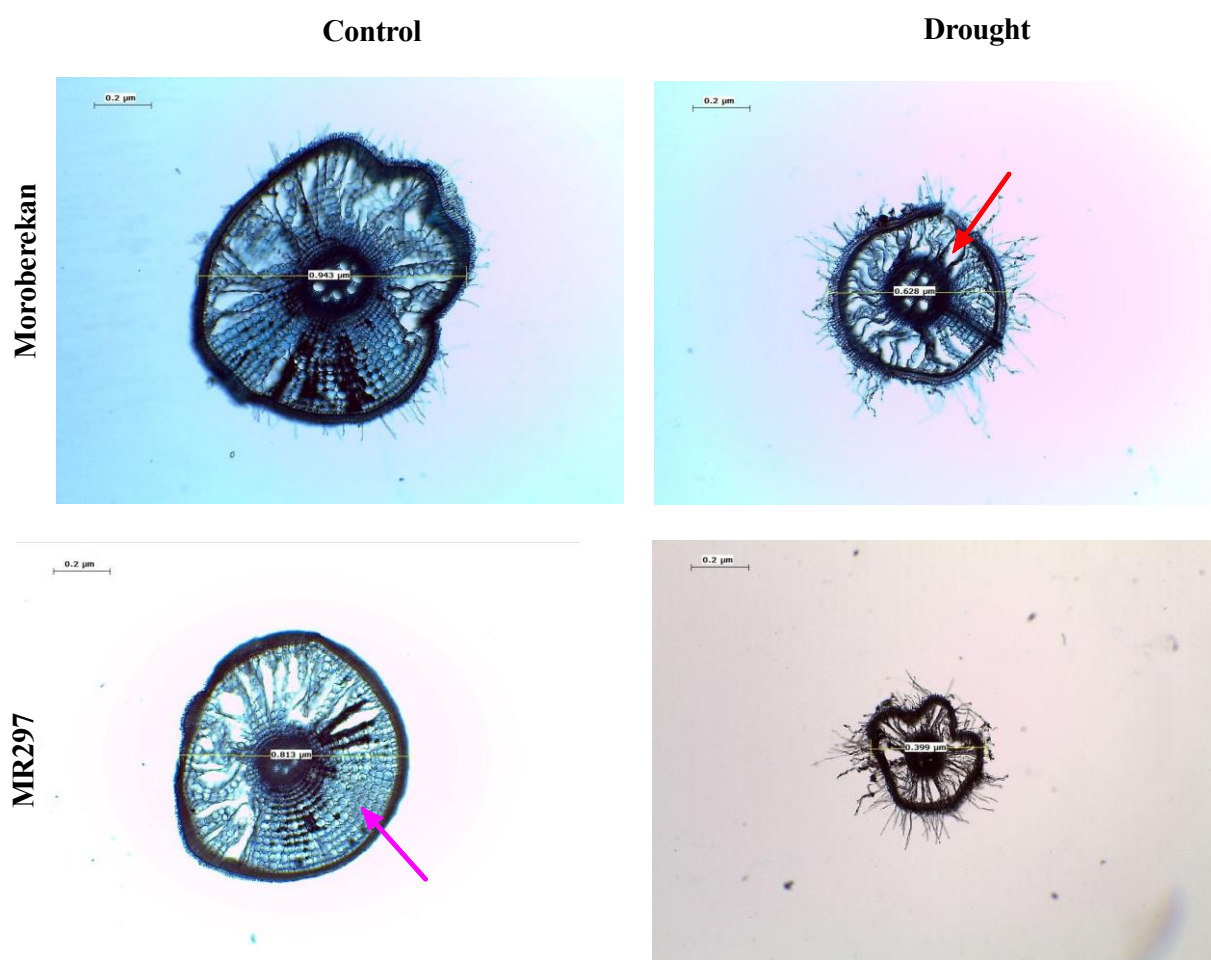 Control
Drought
Moroberekan
0.2 µm
0.943 µm
0.2 µm
0.628 µm
MR297
0.2 µm
0.813 µm
0.2 µm
0.399 µm